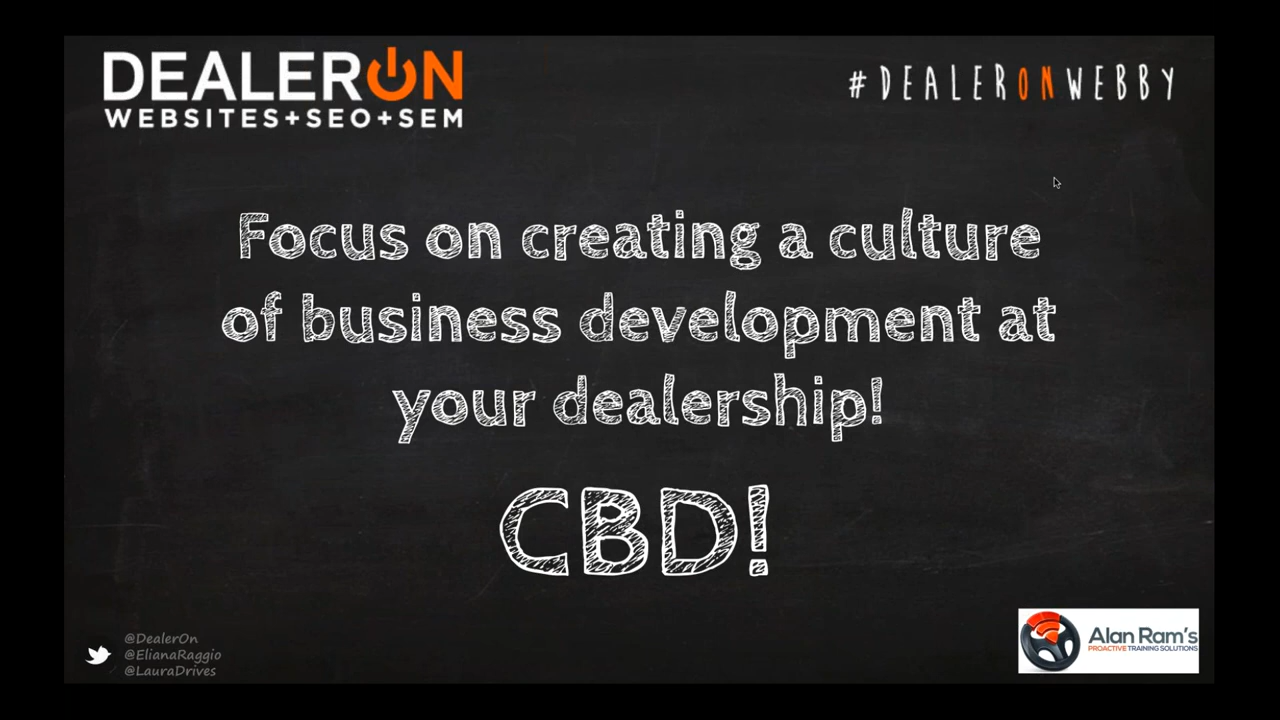 DEALERON
WEBSITES+SEO+SEM
#DEALERONWEBBY
Focus on creating a culture
of business development at
your dealership!
CBD!
@DealerOn
@ElianaRaggio
@LauraDrives
Alan Ram's
PROACTIVE TRAINING SOLUTIONS